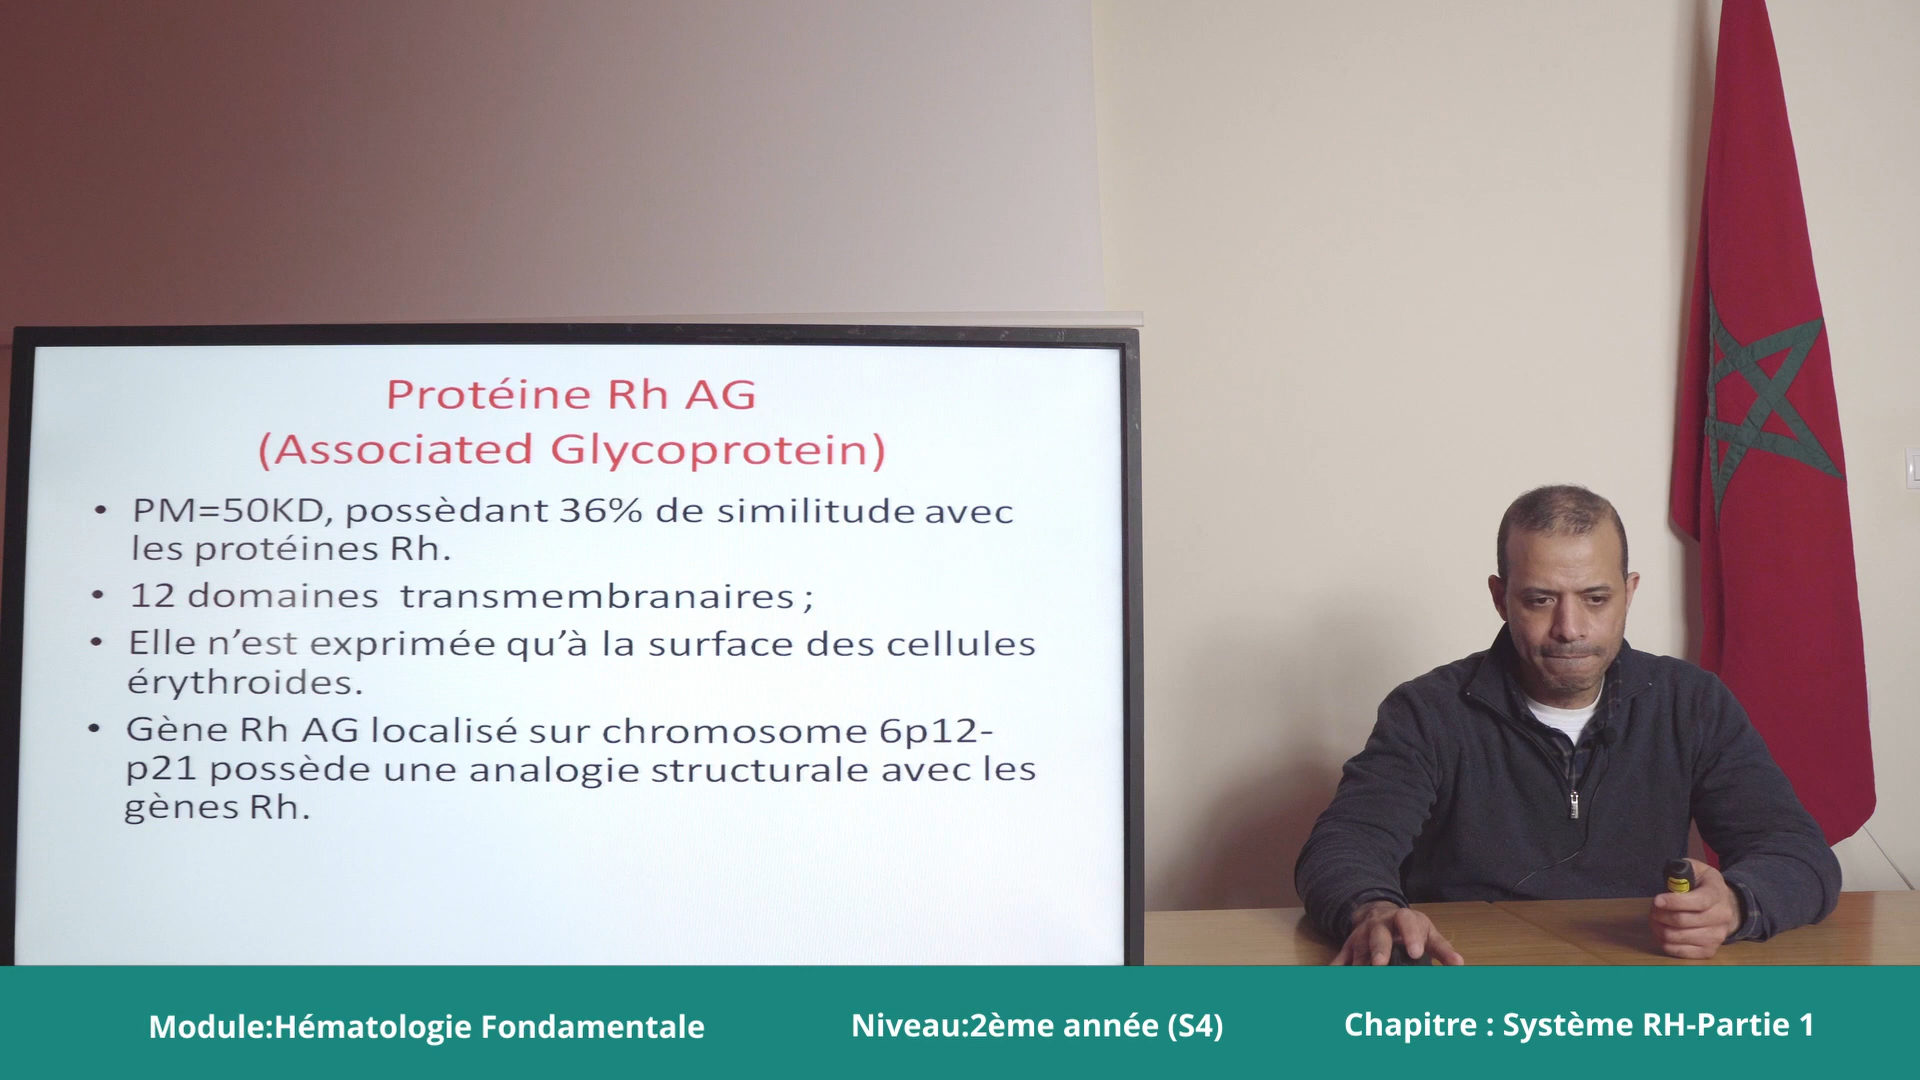 Protéine Rh AG
(Associated Glycoprotein)
• PM=50KD, possèdant 36% de similitude avec
les protéines Rh.
• 12 domaines transmembranaires ;
• Elle n’est exprimée qu’à la surface des cellules
érythroides.
• Gène Rh AG localisé sur chromosome 6p12-
p21 possède une analogie structurale avec les
gènes Rh.
Module:Hématologie Fondamentale
Niveau:2ème année (S4)
Chapitre : Système RH-Partie 1